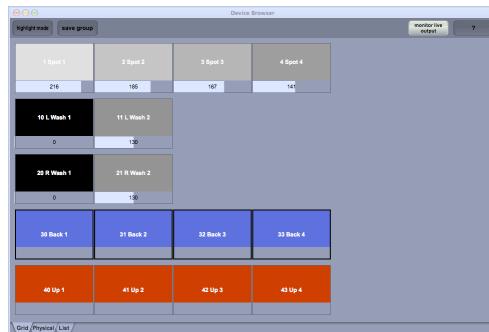 Device Browser
highlight mode save group monitor live output ?
1 Spot 1 2 Spot 2 3 Spot 3 4 Spot 4
216 185 167 141
10 L Wash 1 11 L Wash 2
0 130
20 R Wash 1 21 R Wash 2
0 130
30 Back 1 31 Back 2 32 Back 3 33 Back 4
40 Up 1 41 Up 2 42 Up 3 43 Up 4
Grid Physical List